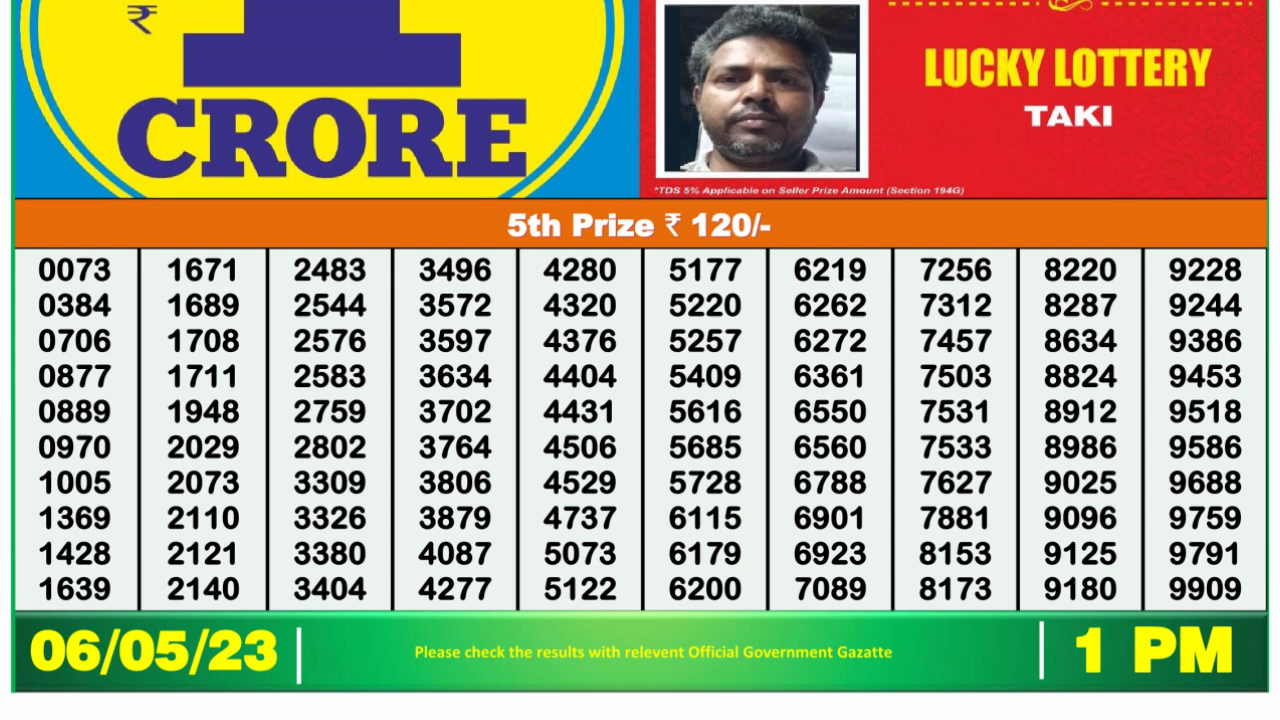 ₹
1
CRORE
LUCKY LOTTERY
TAKI
*TDS 5% Applicable on Seller Prize Amount (Section 194G)
5th Prize ₹ 120/-
0073 1671 2483 3496 4280 5177 6219 7256 8220 9228
0384 1689 2544 3572 4320 5220 6262 7312 8287 9244
0706 1708 2576 3597 4376 5257 6272 7457 8634 9386
0877 1711 2583 3634 4404 5409 6361 7503 8824 9453
0889 1948 2759 3702 4431 5616 6550 7531 8912 9518
0970 2029 2802 3764 4506 5685 6560 7533 8986 9586
1005 2073 3309 3806 4529 5728 6788 7627 9025 9688
1369 2110 3326 3879 4737 6115 6901 7881 9096 9759
1428 2121 3380 4087 5073 6179 6923 8153 9125 9791
1639 2140 3404 4277 5122 6200 7089 8173 9180 9909
06/05/23
Please check the results with relevent Official Government Gazatte
1 PM